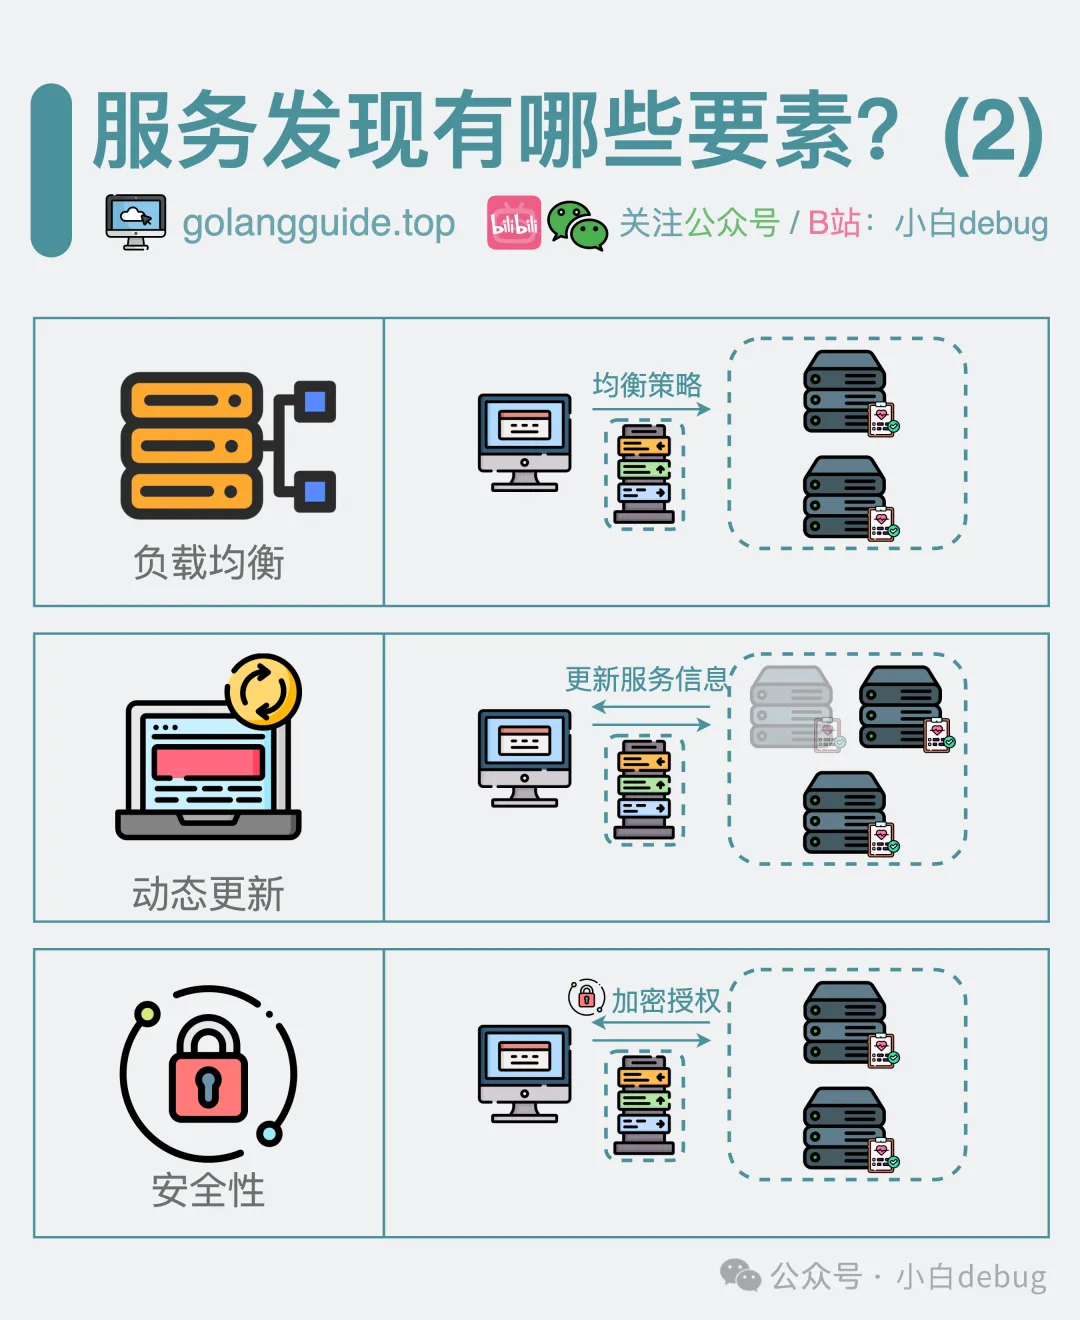 服务发现有哪些要素？(2)
golangguide.top
bilibili
关注公众号 / B站：小白debug
均衡策略
负载均衡
更新服务信息
动态更新
加密授权
安全性
公众号 · 小白debug